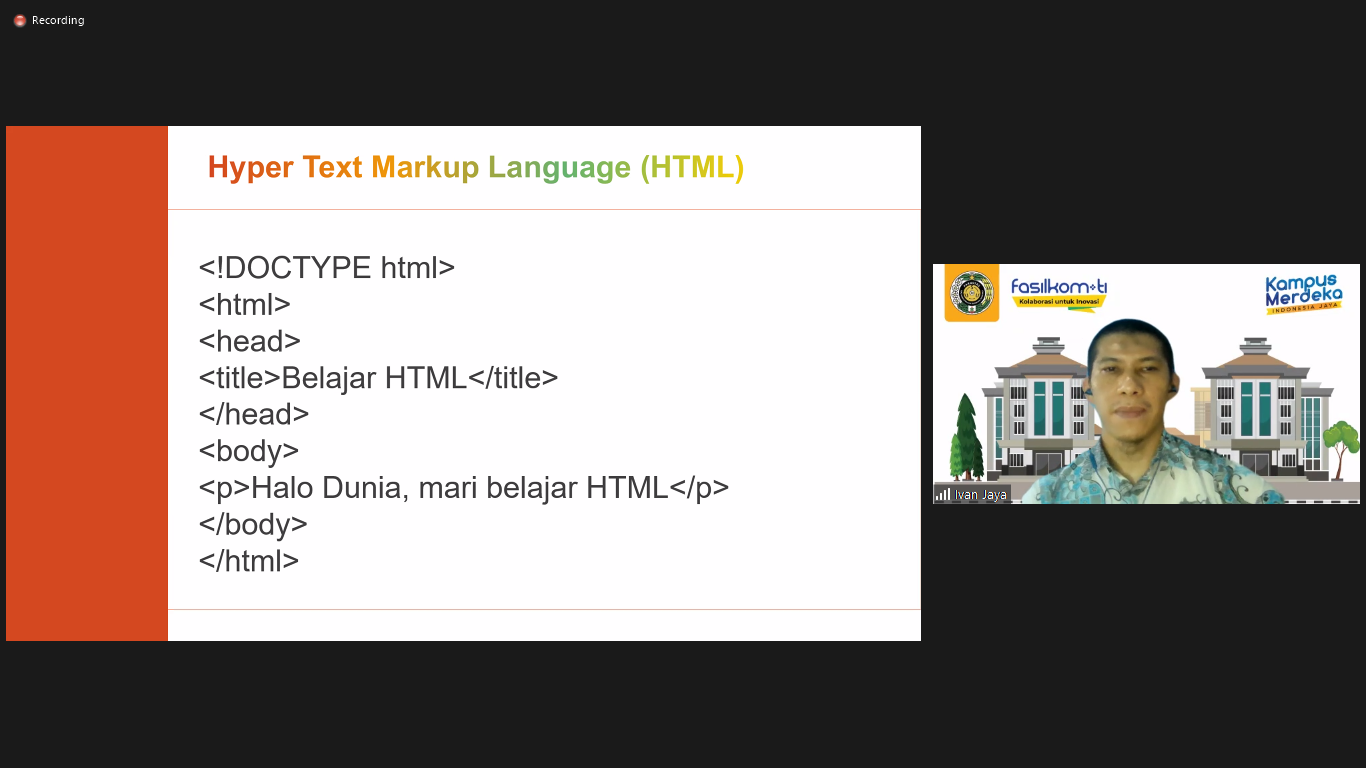 Recording
Hyper Text Markup Language (HTML)
<!DOCTYPE html>
<html>
<head>
<title>Belajar HTML</title>
</head>
<body>
<p>Halo Dunia, mari belajar HTML</p>
</body>
</html>
fasilkom-ti
Kolaborasi untuk Inovasi
Kampus
Merdeka
INDONESIA JAYA
Ivan Jaya